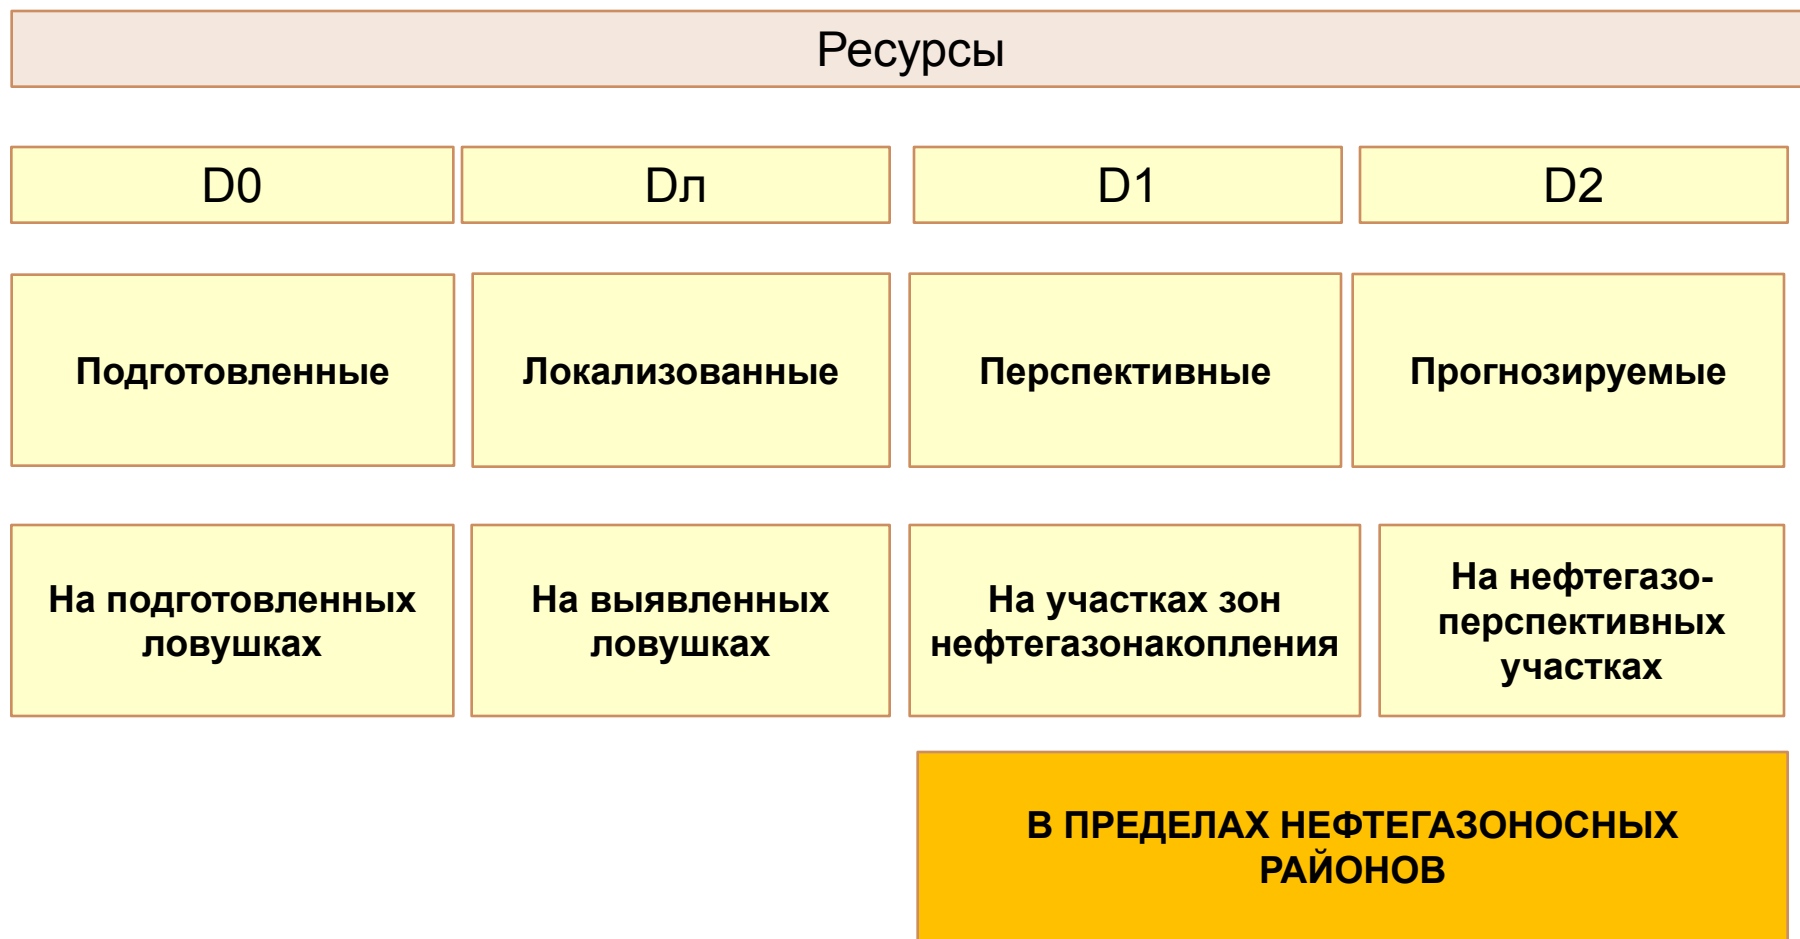 Ресурсы
D0
Dл
D1
D2
Подготовленные
Локализованные
Перспективные
Прогнозируемые
На подготовленных
ловушках
На выявленных
ловушках
На участках зон
нефтегазонакопления
На нефтегазо-
перспективных
участках
В ПРЕДЕЛАХ НЕФТЕГАЗОНОСНЫХ
РАЙОНОВ